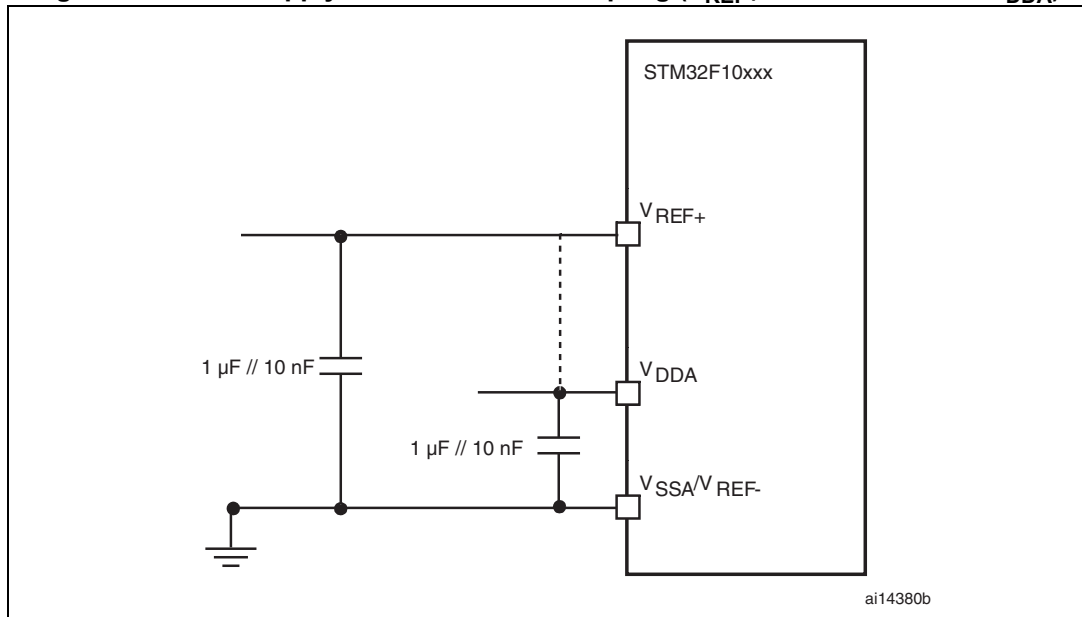 STM32F10xxx
VREF+
1 µF // 10 nF
VDDA
1 µF // 10 nF
VSSA/VREF-
ai14380b